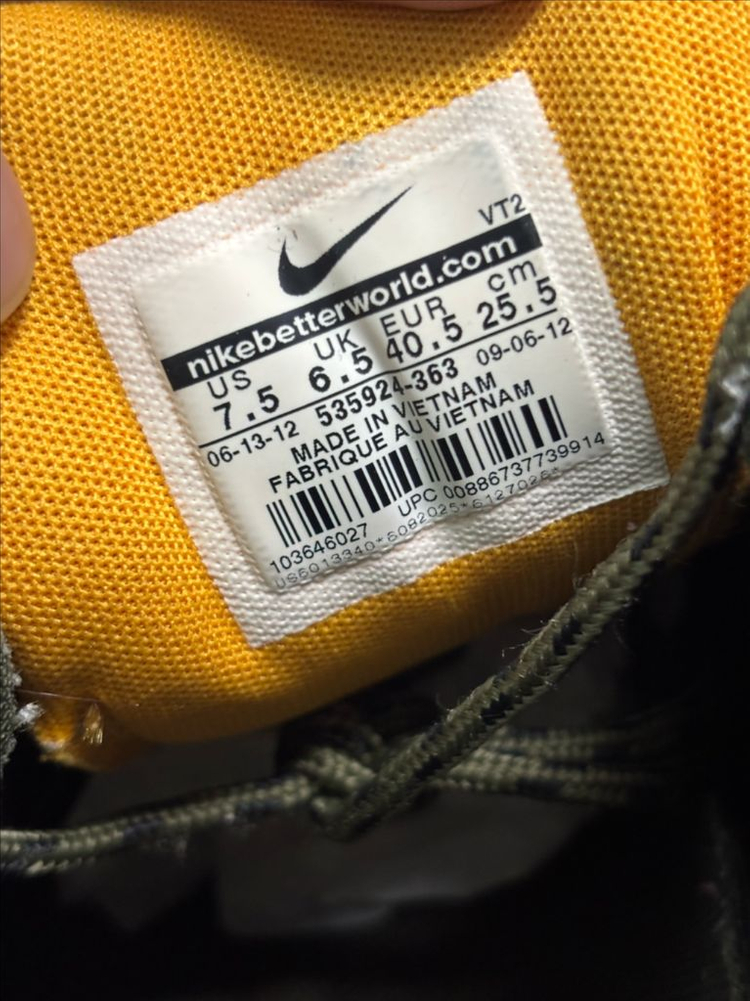 VT2
nikebetterworld.com
US UK EUR cm
7.5 6.5 40.5 25.5
06-13-12 535924-363 09-06-12
MADE IN VIETNAM
FABRIQUE AU VIETNAM
103646027 UPC 00886737739914